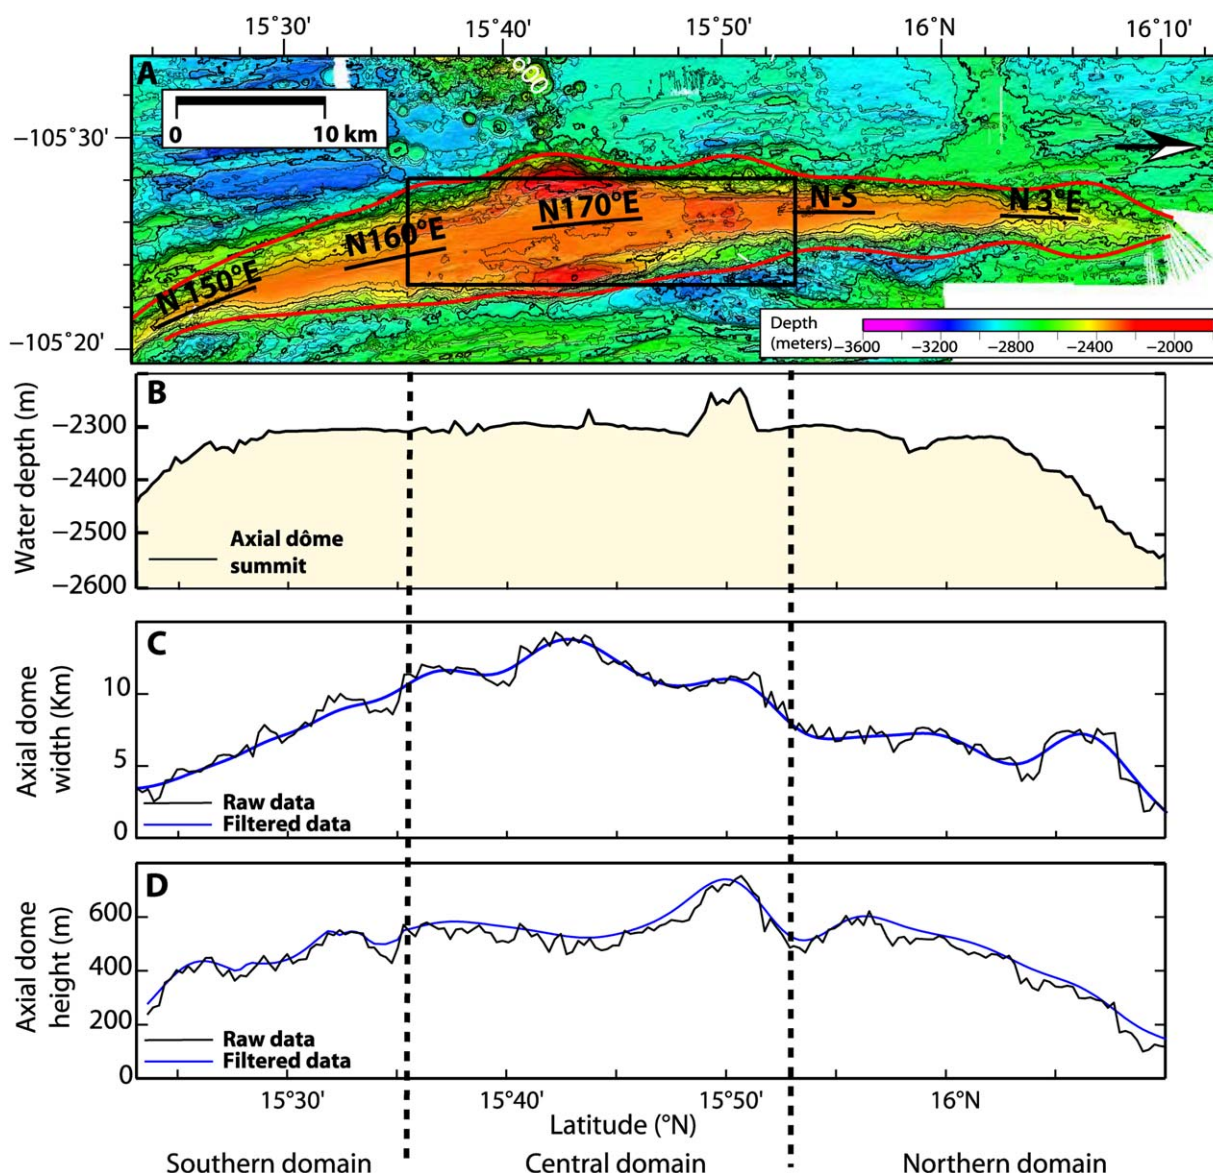 15°30' 15°40' 15°50' 16°N 16°10'
A
0 10 km
−105°30'
−105°20'
N 150°E
N160°E
N170°E
N-S
N 3°E
Depth
(meters)
−3600 −3200 −2800 −2400 −2000
B
Water depth (m)
−2300
−2400
−2500
−2600
Axial dôme
summit
C
Axial dome
width (Km)
10
5
0
Raw data
Filtered data
D
Axial dome
height (m)
600
400
200
0
Raw data
Filtered data
15°30' 15°40' 15°50' 16°N
Latitude (°N)
Southern domain Central domain Northern domain